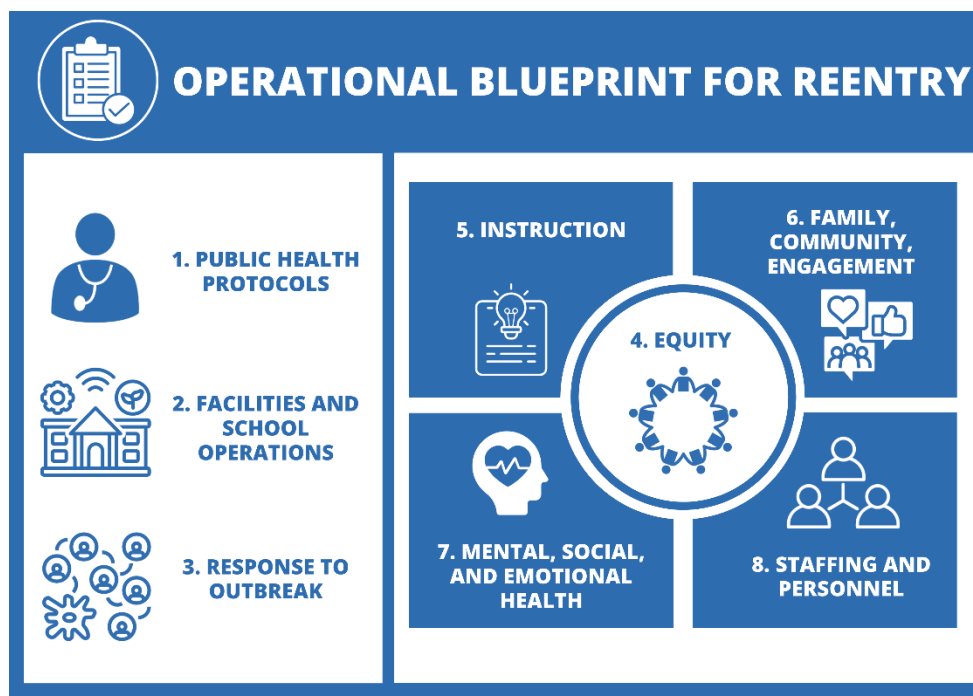 OPERATIONAL BLUEPRINT FOR REENTRY
1. PUBLIC HEALTH
PROTOCOLS
2. FACILITIES AND
SCHOOL
OPERATIONS
3. RESPONSE TO
OUTBREAK
4. EQUITY
5. INSTRUCTION
6. FAMILY,
COMMUNITY,
ENGAGEMENT
7. MENTAL, SOCIAL,
AND EMOTIONAL
HEALTH
8. STAFFING AND
PERSONNEL